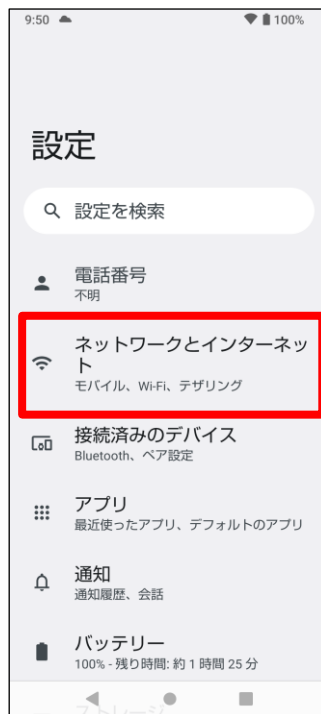 9:50 100%
設定
設定を検索
電話番号
不明
ネットワークとインターネッ
ト
モバイル、Wi-Fi、テザリング
接続済みのデバイス
Bluetooth、ペア設定
アプリ
最近使ったアプリ、デフォルトのアプリ
通知
通知履歴、会話
バッテリー
100% - 残り時間: 約 1 時間 25 分
ストレージ